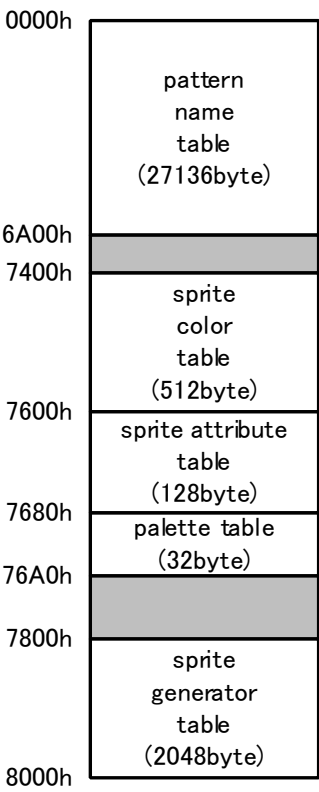 0000h
pattern
name
table
(27136byte)
6A00h
7400h
sprite
color
table
(512byte)
7600h
sprite attribute
table
(128byte)
7680h
palette table
(32byte)
76A0h
7800h
sprite
generator
table
(2048byte)
8000h